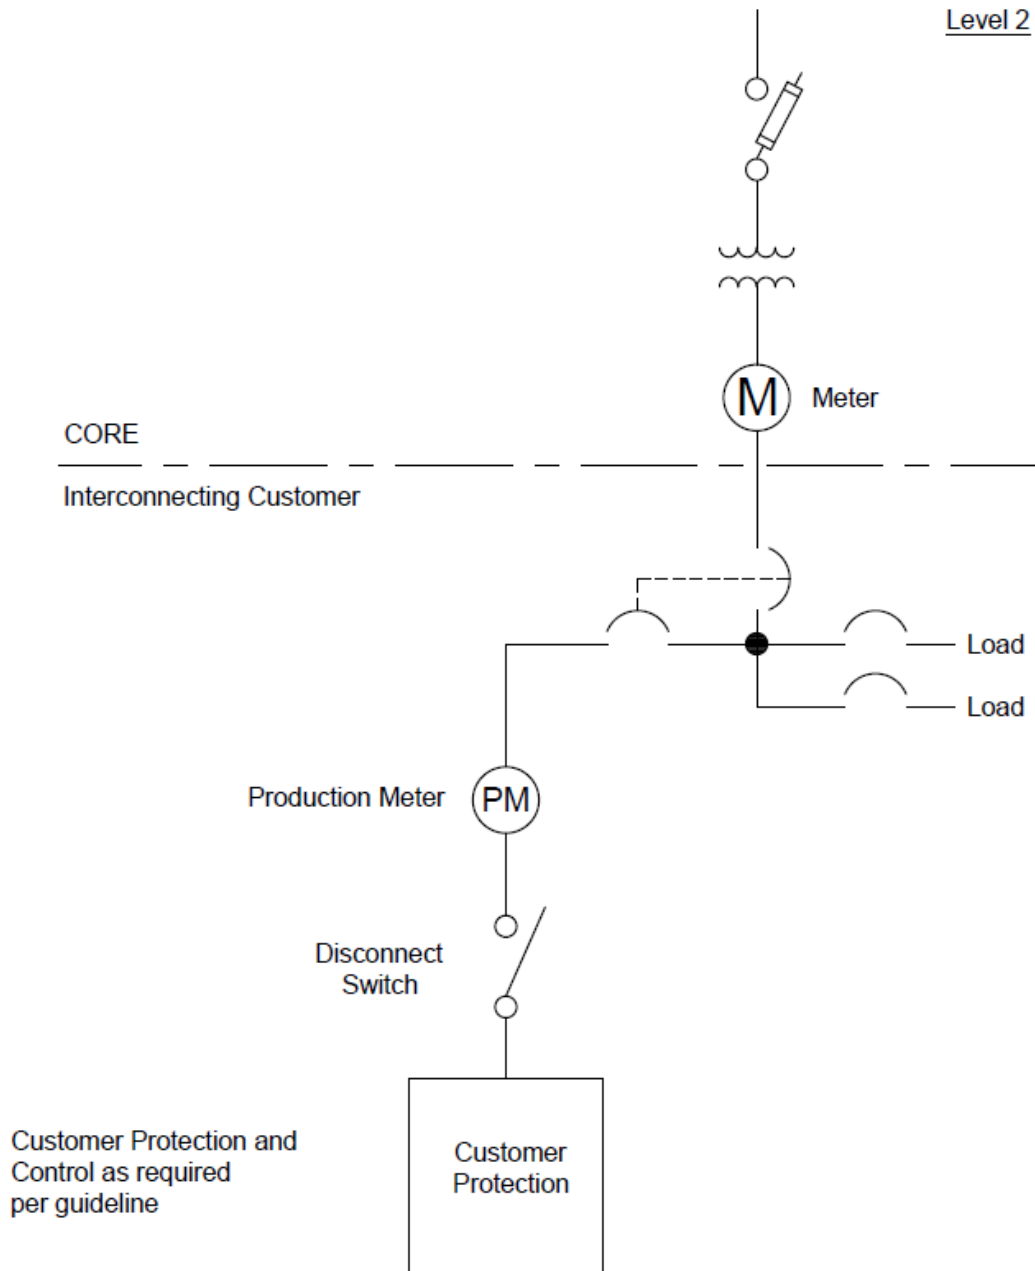 Level 2
M
Meter
CORE
Interconnecting Customer
Load
Load
Production Meter
PM
Disconnect
Switch
Customer Protection and
Control as required
per guideline
Customer
Protection